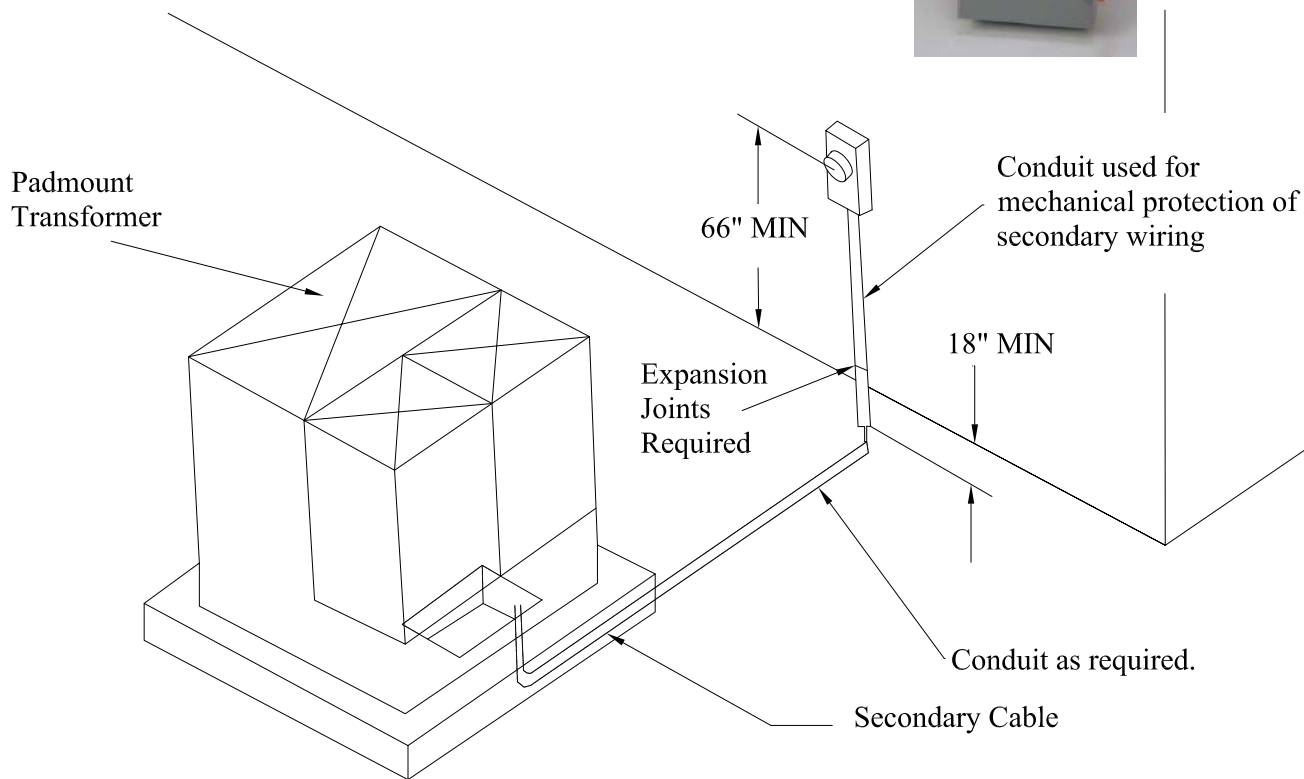 Padmount
Transformer
66" MIN
Conduit used for
mechanical protection of
secondary wiring
18" MIN
Expansion
Joints
Required
Conduit as required.
Secondary Cable